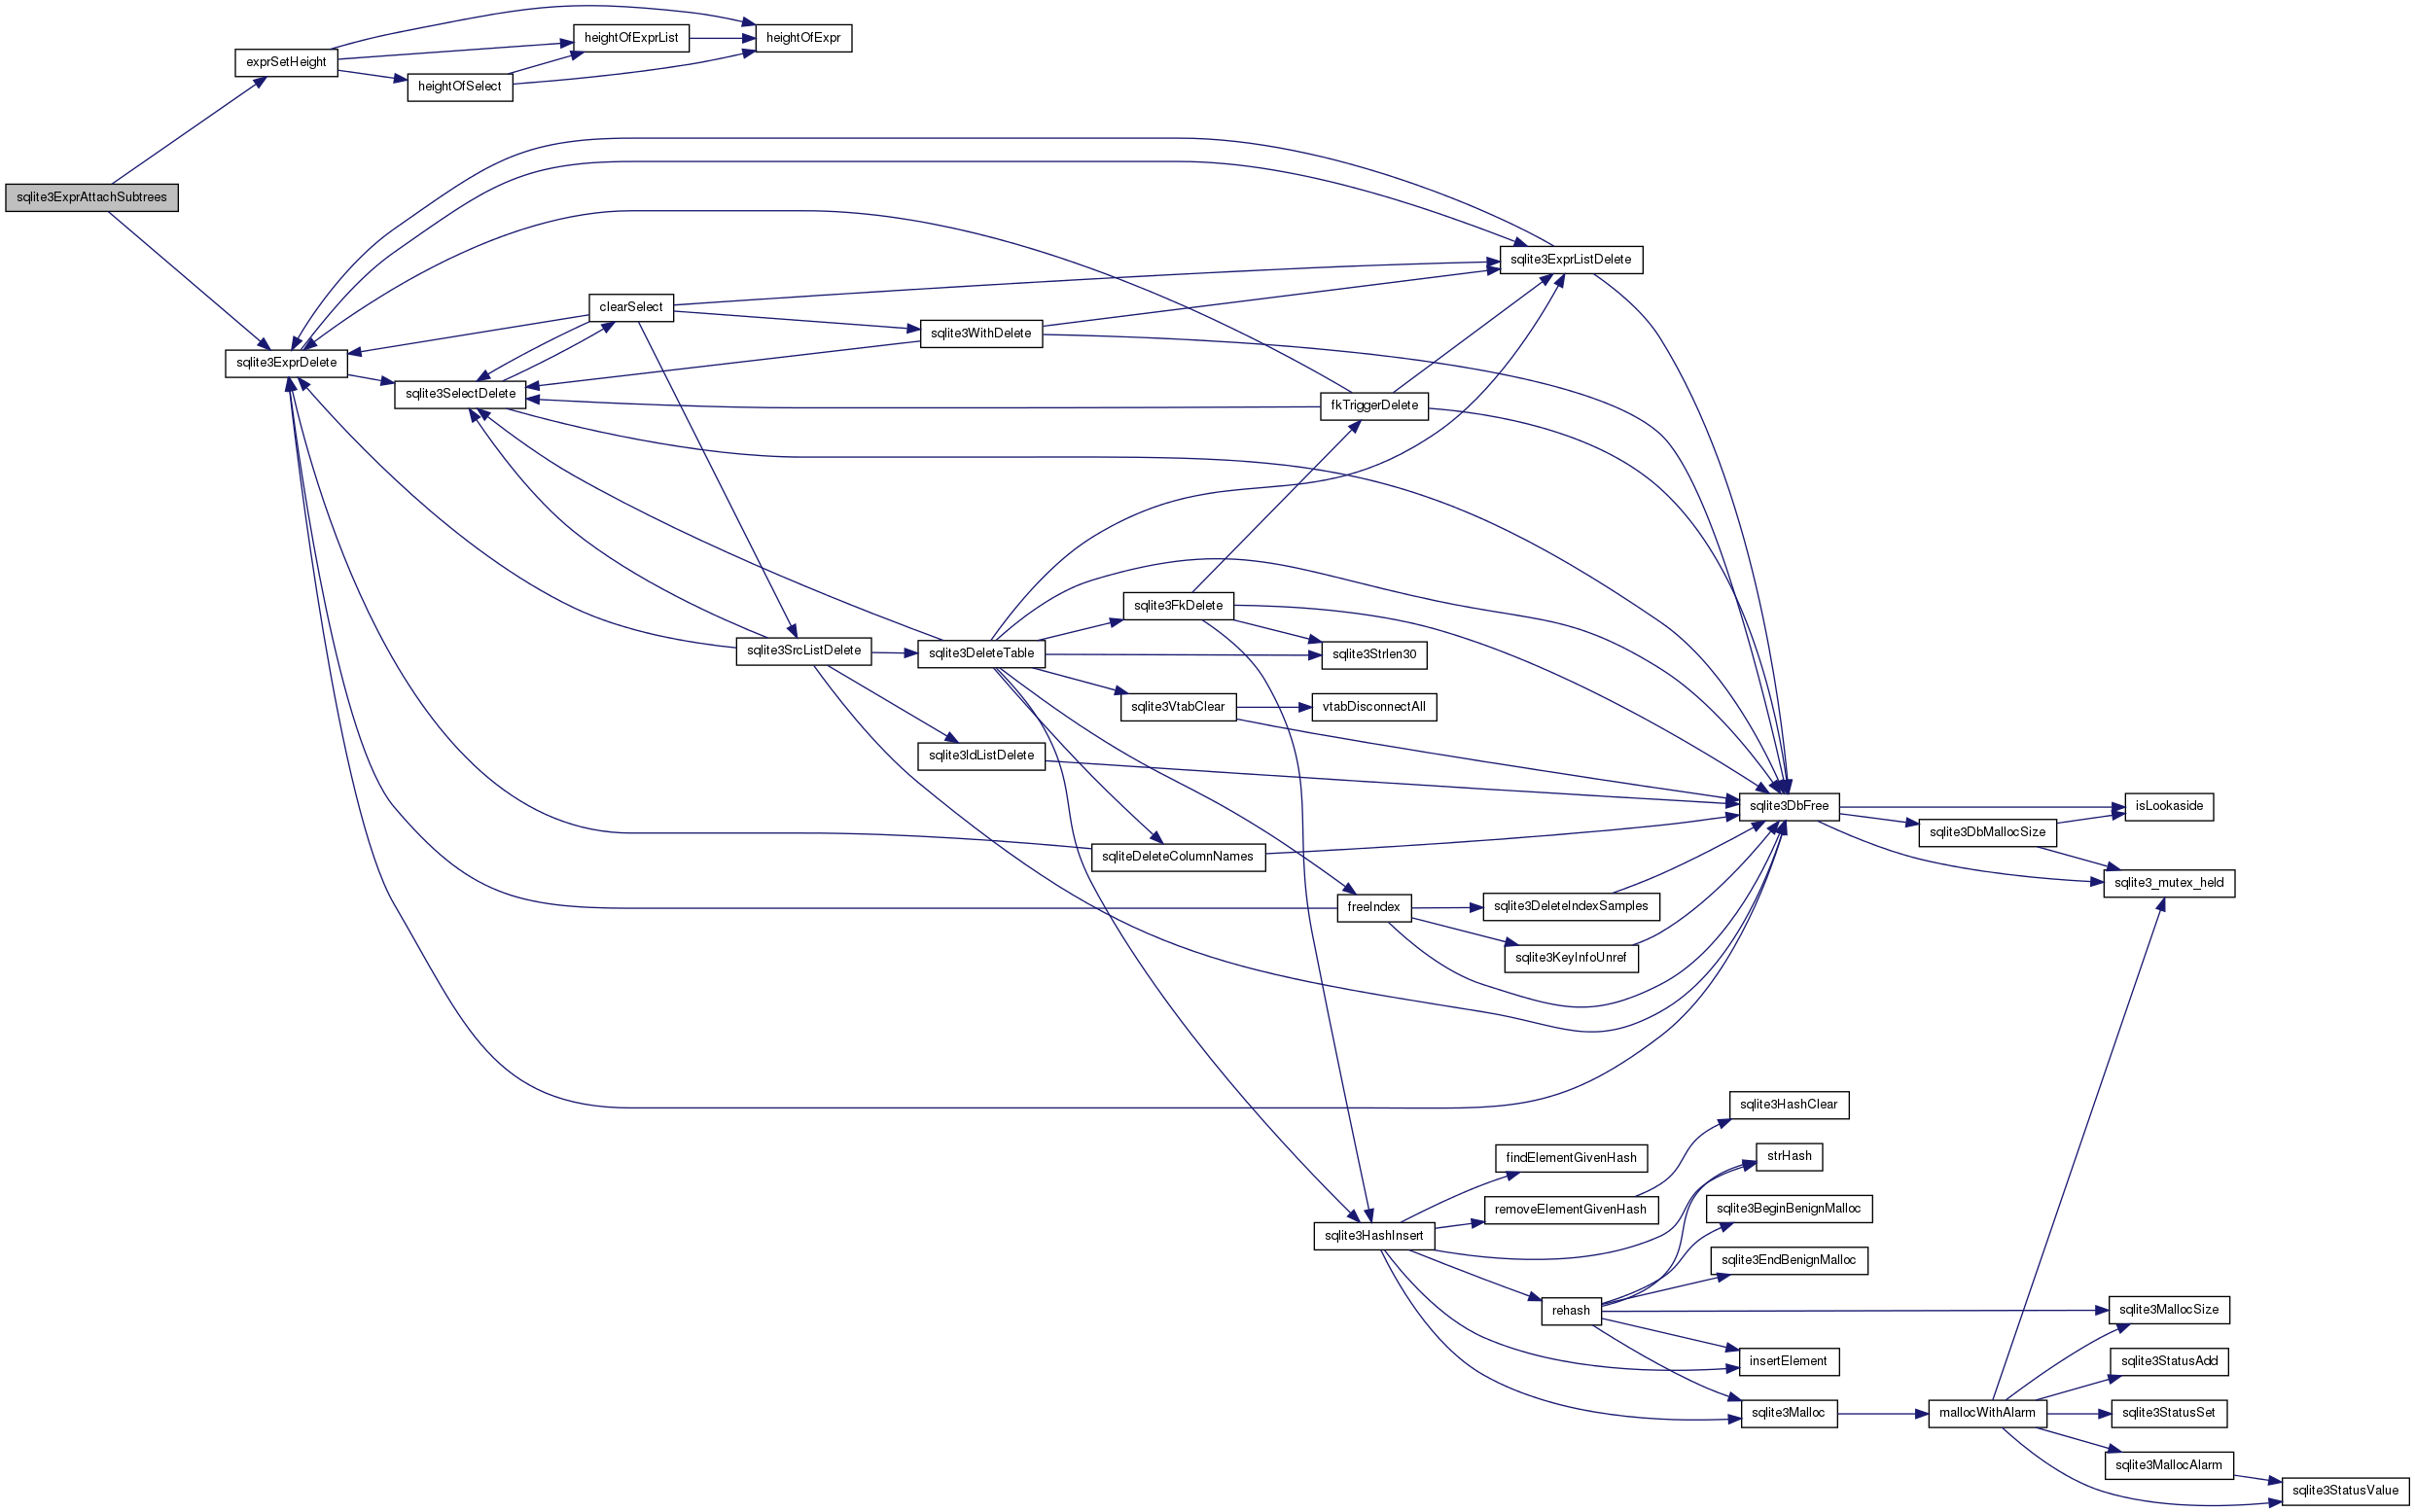 heightOfExprList
heightOfExpr
exprSetHeight
heightOfSelect
sqlite3ExprAttachSubtrees
sqlite3ExprListDelete
clearSelect
sqlite3WithDelete
sqlite3ExprDelete
sqlite3SelectDelete
fkTriggerDelete
sqlite3FkDelete
sqlite3SrcListDelete
sqlite3DeleteTable
sqlite3Strlen30
sqlite3VtabClear
vtabDisconnectAll
sqlite3IdListDelete
sqlite3DbFree
isLookaside
sqlite3DbMallocSize
sqliteDeleteColumnNames
sqlite3_mutex_held
freeIndex
sqlite3DeleteIndexSamples
sqlite3KeyInfoUnref
sqlite3HashClear
findElementGivenHash
strHash
removeElementGivenHash
sqlite3BeginBenignMalloc
sqlite3HashInsert
sqlite3EndBenignMalloc
rehash
sqlite3MallocSize
insertElement
sqlite3StatusAdd
sqlite3Malloc
mallocWithAlarm
sqlite3StatusSet
sqlite3MallocAlarm
sqlite3StatusValue